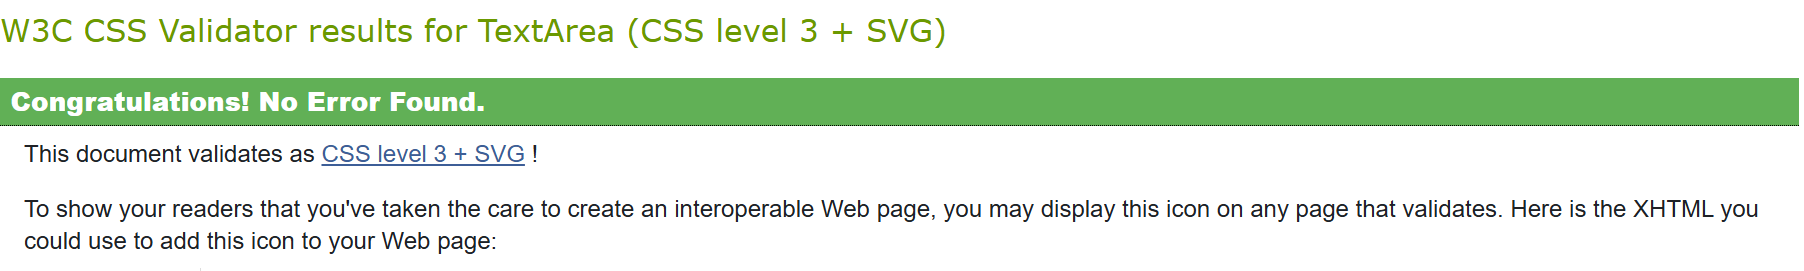 W3C CSS Validator results for TextArea (CSS level 3 + SVG)
Congratulations! No Error Found.
This document validates as CSS level 3 + SVG !
To show your readers that you've taken the care to create an interoperable Web page, you may display this icon on any page that validates. Here is the XHTML you
could use to add this icon to your Web page: